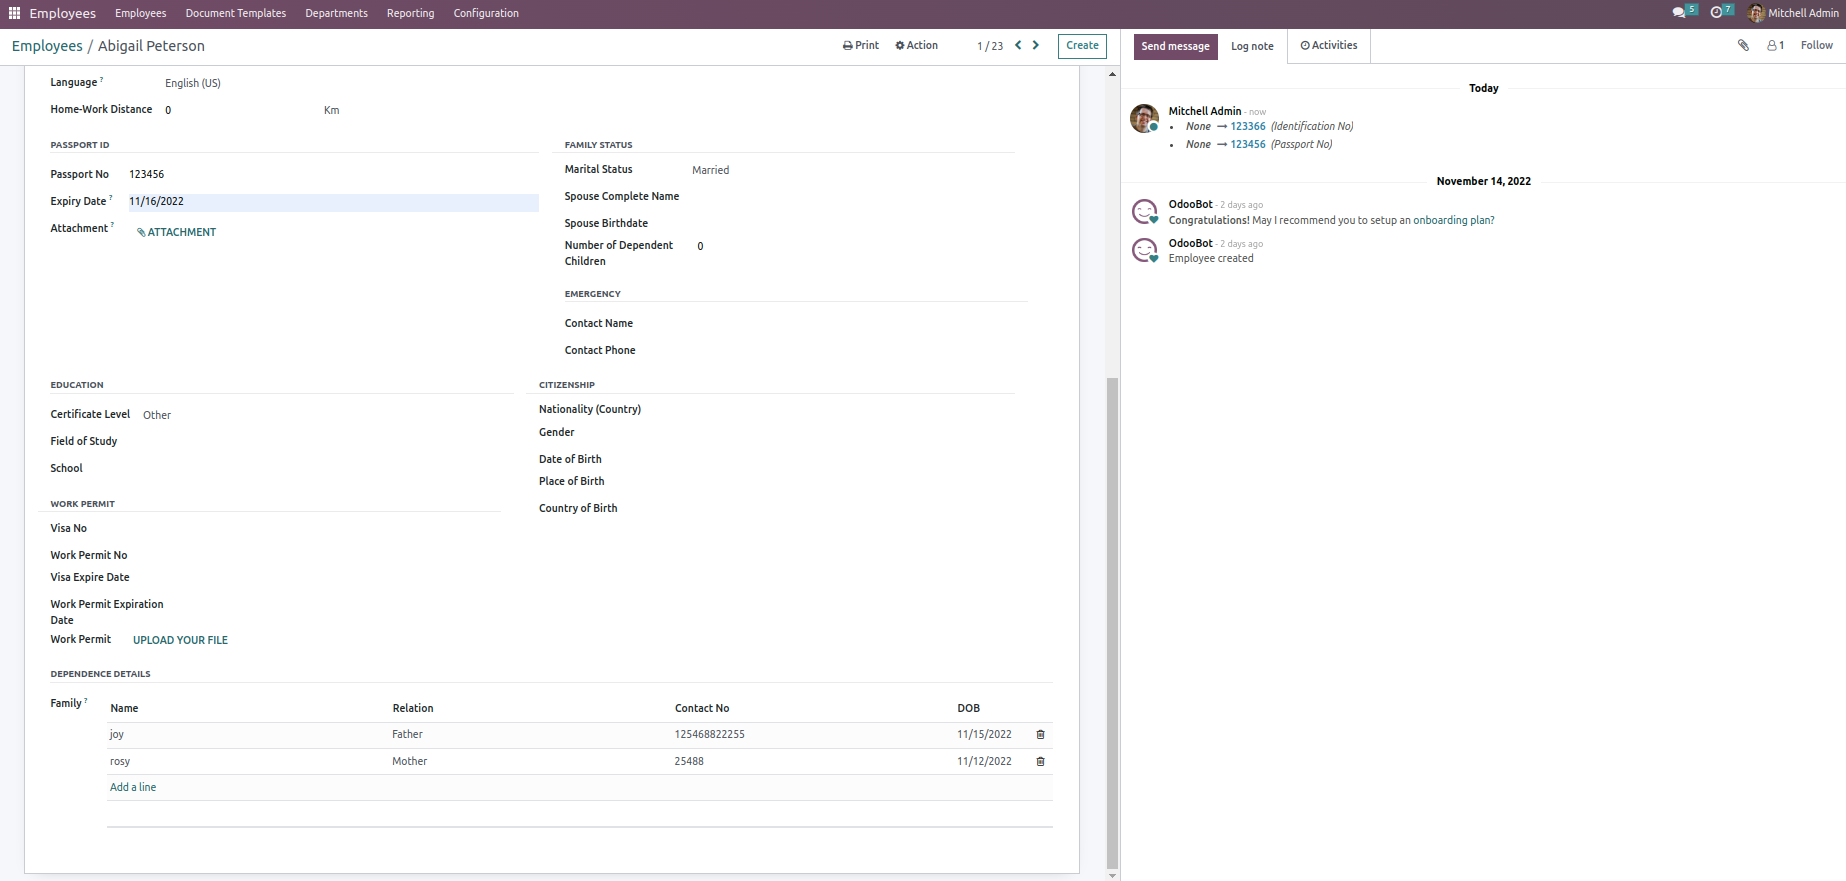 Employees Employees Document Templates Departments Reporting Configuration 5 7 Mitchell Admin
Employees / Abigail Peterson Print Action 1 / 23 Create
Send message Log note Activities 1 Follow
Language ? English (US)
Home-Work Distance 0 Km
PASSPORT ID
Passport No 123456
Expiry Date ? 11/16/2022
Attachment ? ATTACHMENT
FAMILY STATUS
Marital Status Married
Spouse Complete Name
Spouse Birthdate
Number of Dependent
Children 0
EMERGENCY
Contact Name
Contact Phone
EDUCATION
Certificate Level Other
Field of Study
School
CITIZENSHIP
Nationality (Country)
Gender
Date of Birth
Place of Birth
Country of Birth
WORK PERMIT
Visa No
Work Permit No
Visa Expire Date
Work Permit Expiration
Date
Work Permit UPLOAD YOUR FILE
DEPENDENCE DETAILS
Family ?
Name Relation Contact No DOB
joy Father 125468822255 11/15/2022
rosy Mother 25488 11/12/2022
Add a line
Today
Mitchell Admin - now
• None → 123366 (Identification No)
• None → 123456 (Passport No)
November 14, 2022
OdooBot - 2 days ago
Congratulations! May I recommend you to setup an onboarding plan?
OdooBot - 2 days ago
Employee created